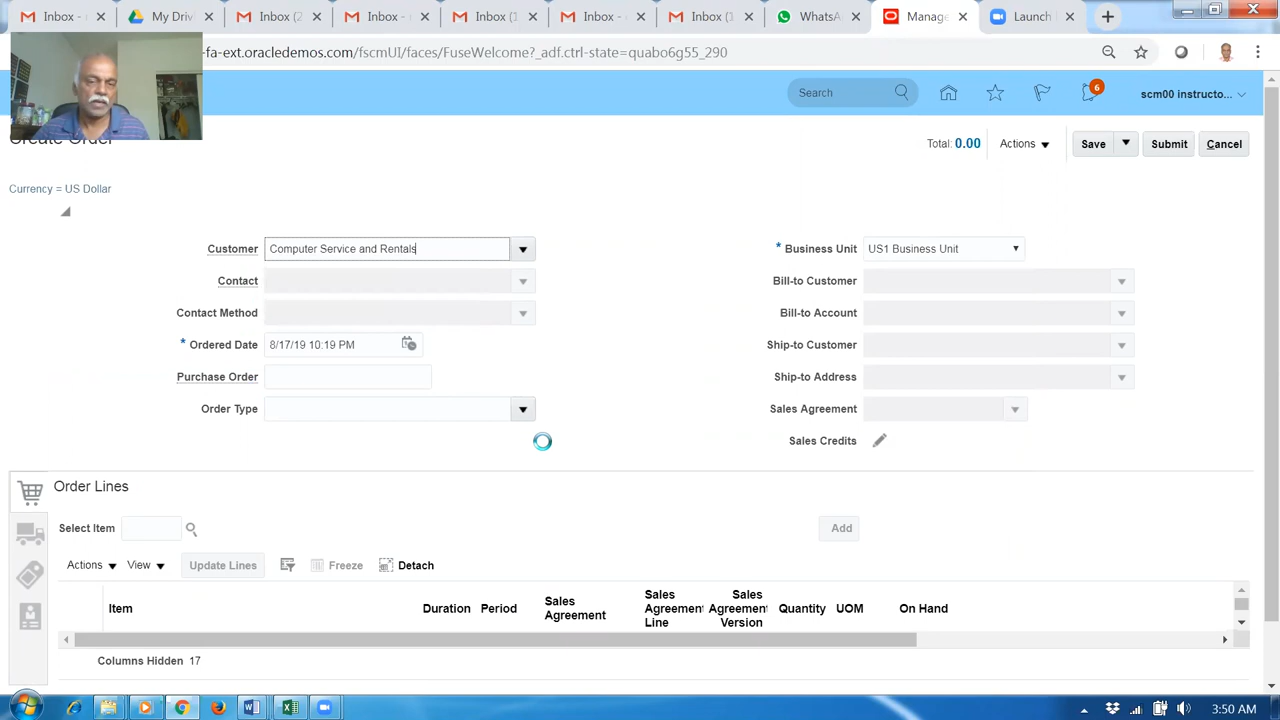 Inbox -
My Dri
Inbox (
Inbox -
Inbox (
Inbox -
Inbox (1
WhatsA
Manage
Launch
-fa-ext.oracledemos.com/fscmUI/faces/FuseWelcome?_adf.ctrl-state=quabo6g55_290
Search
6
scm00 instructo...
Create Order
Total: 0.00
Actions
Save
Submit
Cancel
Currency = US Dollar
Customer Computer Service and Rentals
* Business Unit US1 Business Unit
Contact
Bill-to Customer
Contact Method
Bill-to Account
* Ordered Date 8/17/19 10:19 PM
Ship-to Customer
Purchase Order
Ship-to Address
Order Type
Sales Agreement
Sales Credits
Order Lines
Select Item
Add
Actions View Update Lines Freeze Detach
Item
Duration
Period
Sales
Agreement
Sales
Agreement
Line
Sales
Agreement
Version
Quantity
UOM
On Hand
Columns Hidden 17
3:50 AM